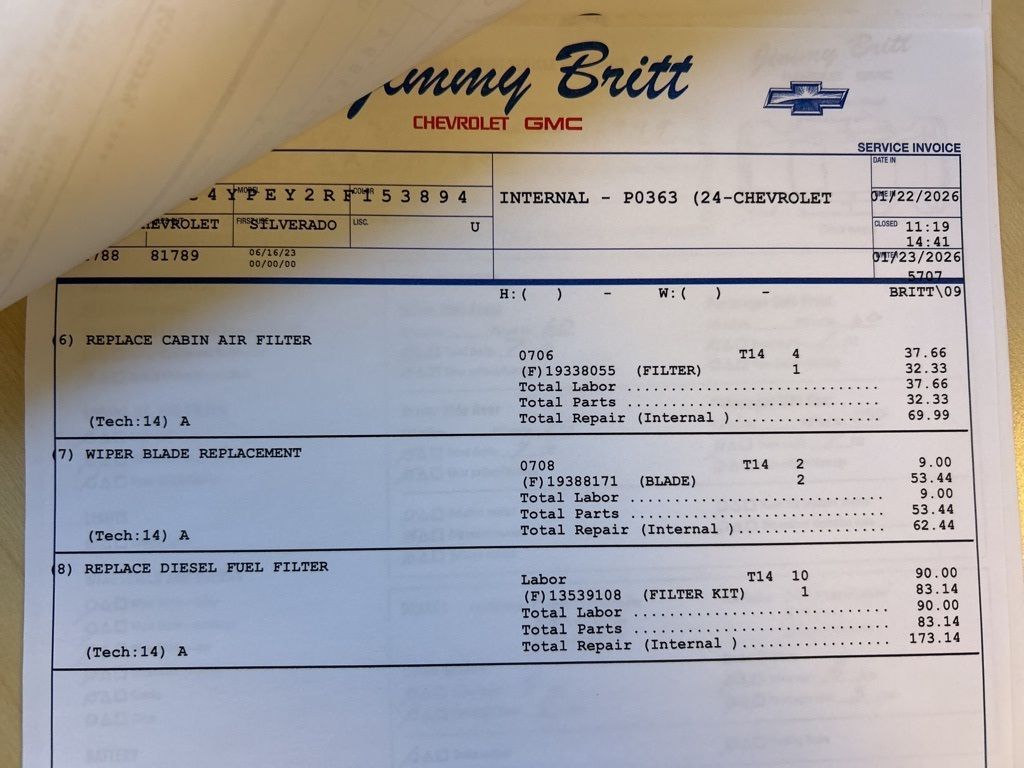 Jimmy Britt
CHEVROLET GMC
SERVICE INVOICE
DATE IN
MODEL COLOR
4YPEY2RF153894 INTERNAL - P0363 (24-CHEVROLET 01/22/2026
FIRST USE LISC.
CHEVROLET SILVERADO U CLOSED 11:19
14:41
788 81789 06/16/23 01/23/2026
00/00/00 5707
H:( ) - W:( ) - BRITT\09
(6) REPLACE CABIN AIR FILTER
0706 T14 4 37.66
(F)19338055 (FILTER) 1 32.33
Total Labor .............................. 37.66
Total Parts .............................. 32.33
(Tech:14) A Total Repair (Internal )................. 69.99
(7) WIPER BLADE REPLACEMENT
0708 T14 2 9.00
(F)19388171 (BLADE) 2 53.44
Total Labor .............................. 9.00
Total Parts .............................. 53.44
(Tech:14) A Total Repair (Internal )................. 62.44
(8) REPLACE DIESEL FUEL FILTER
Labor T14 10 90.00
(F)13539108 (FILTER KIT) 1 83.14
Total Labor .............................. 90.00
Total Parts .............................. 83.14
(Tech:14) A Total Repair (Internal )................. 173.14